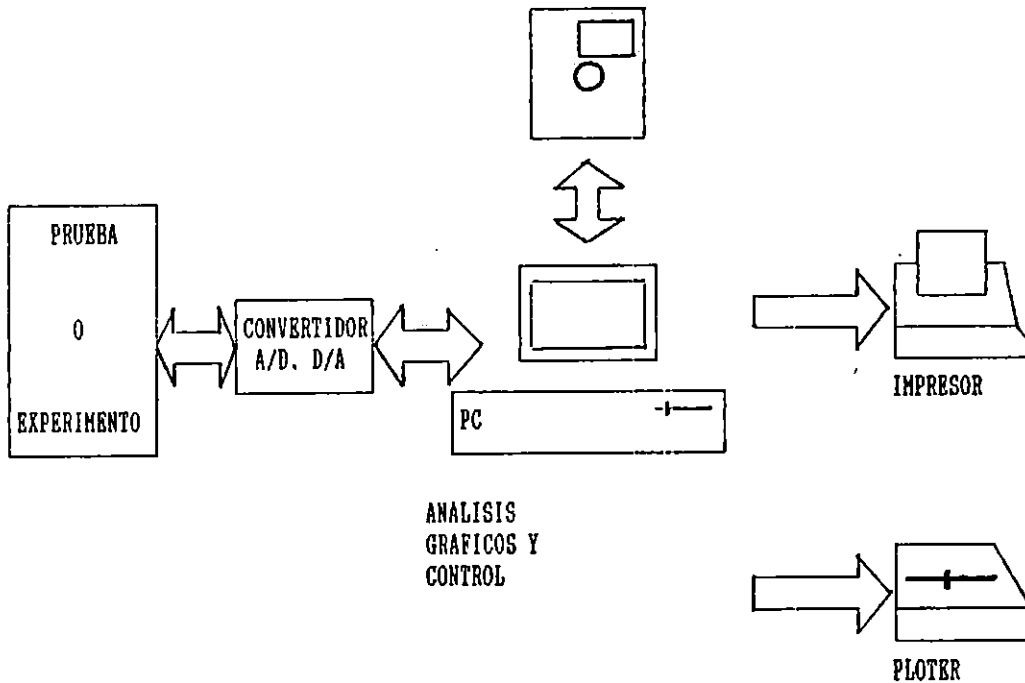 PRUEBA
O
EXPERIMENTO
CONVERTIDOR
A/D. D/A
PC
ANALISIS
GRAFICOS Y
CONTROL
IMPRESOR
PLOTER